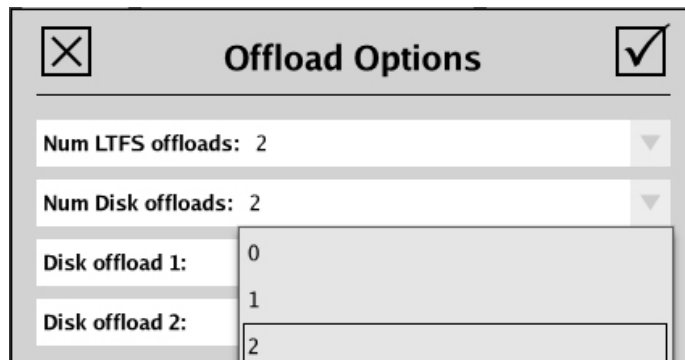 Offload Options
Num LTFS offloads: 2
Num Disk offloads: 2
Disk offload 1:
0
1
Disk offload 2:
2